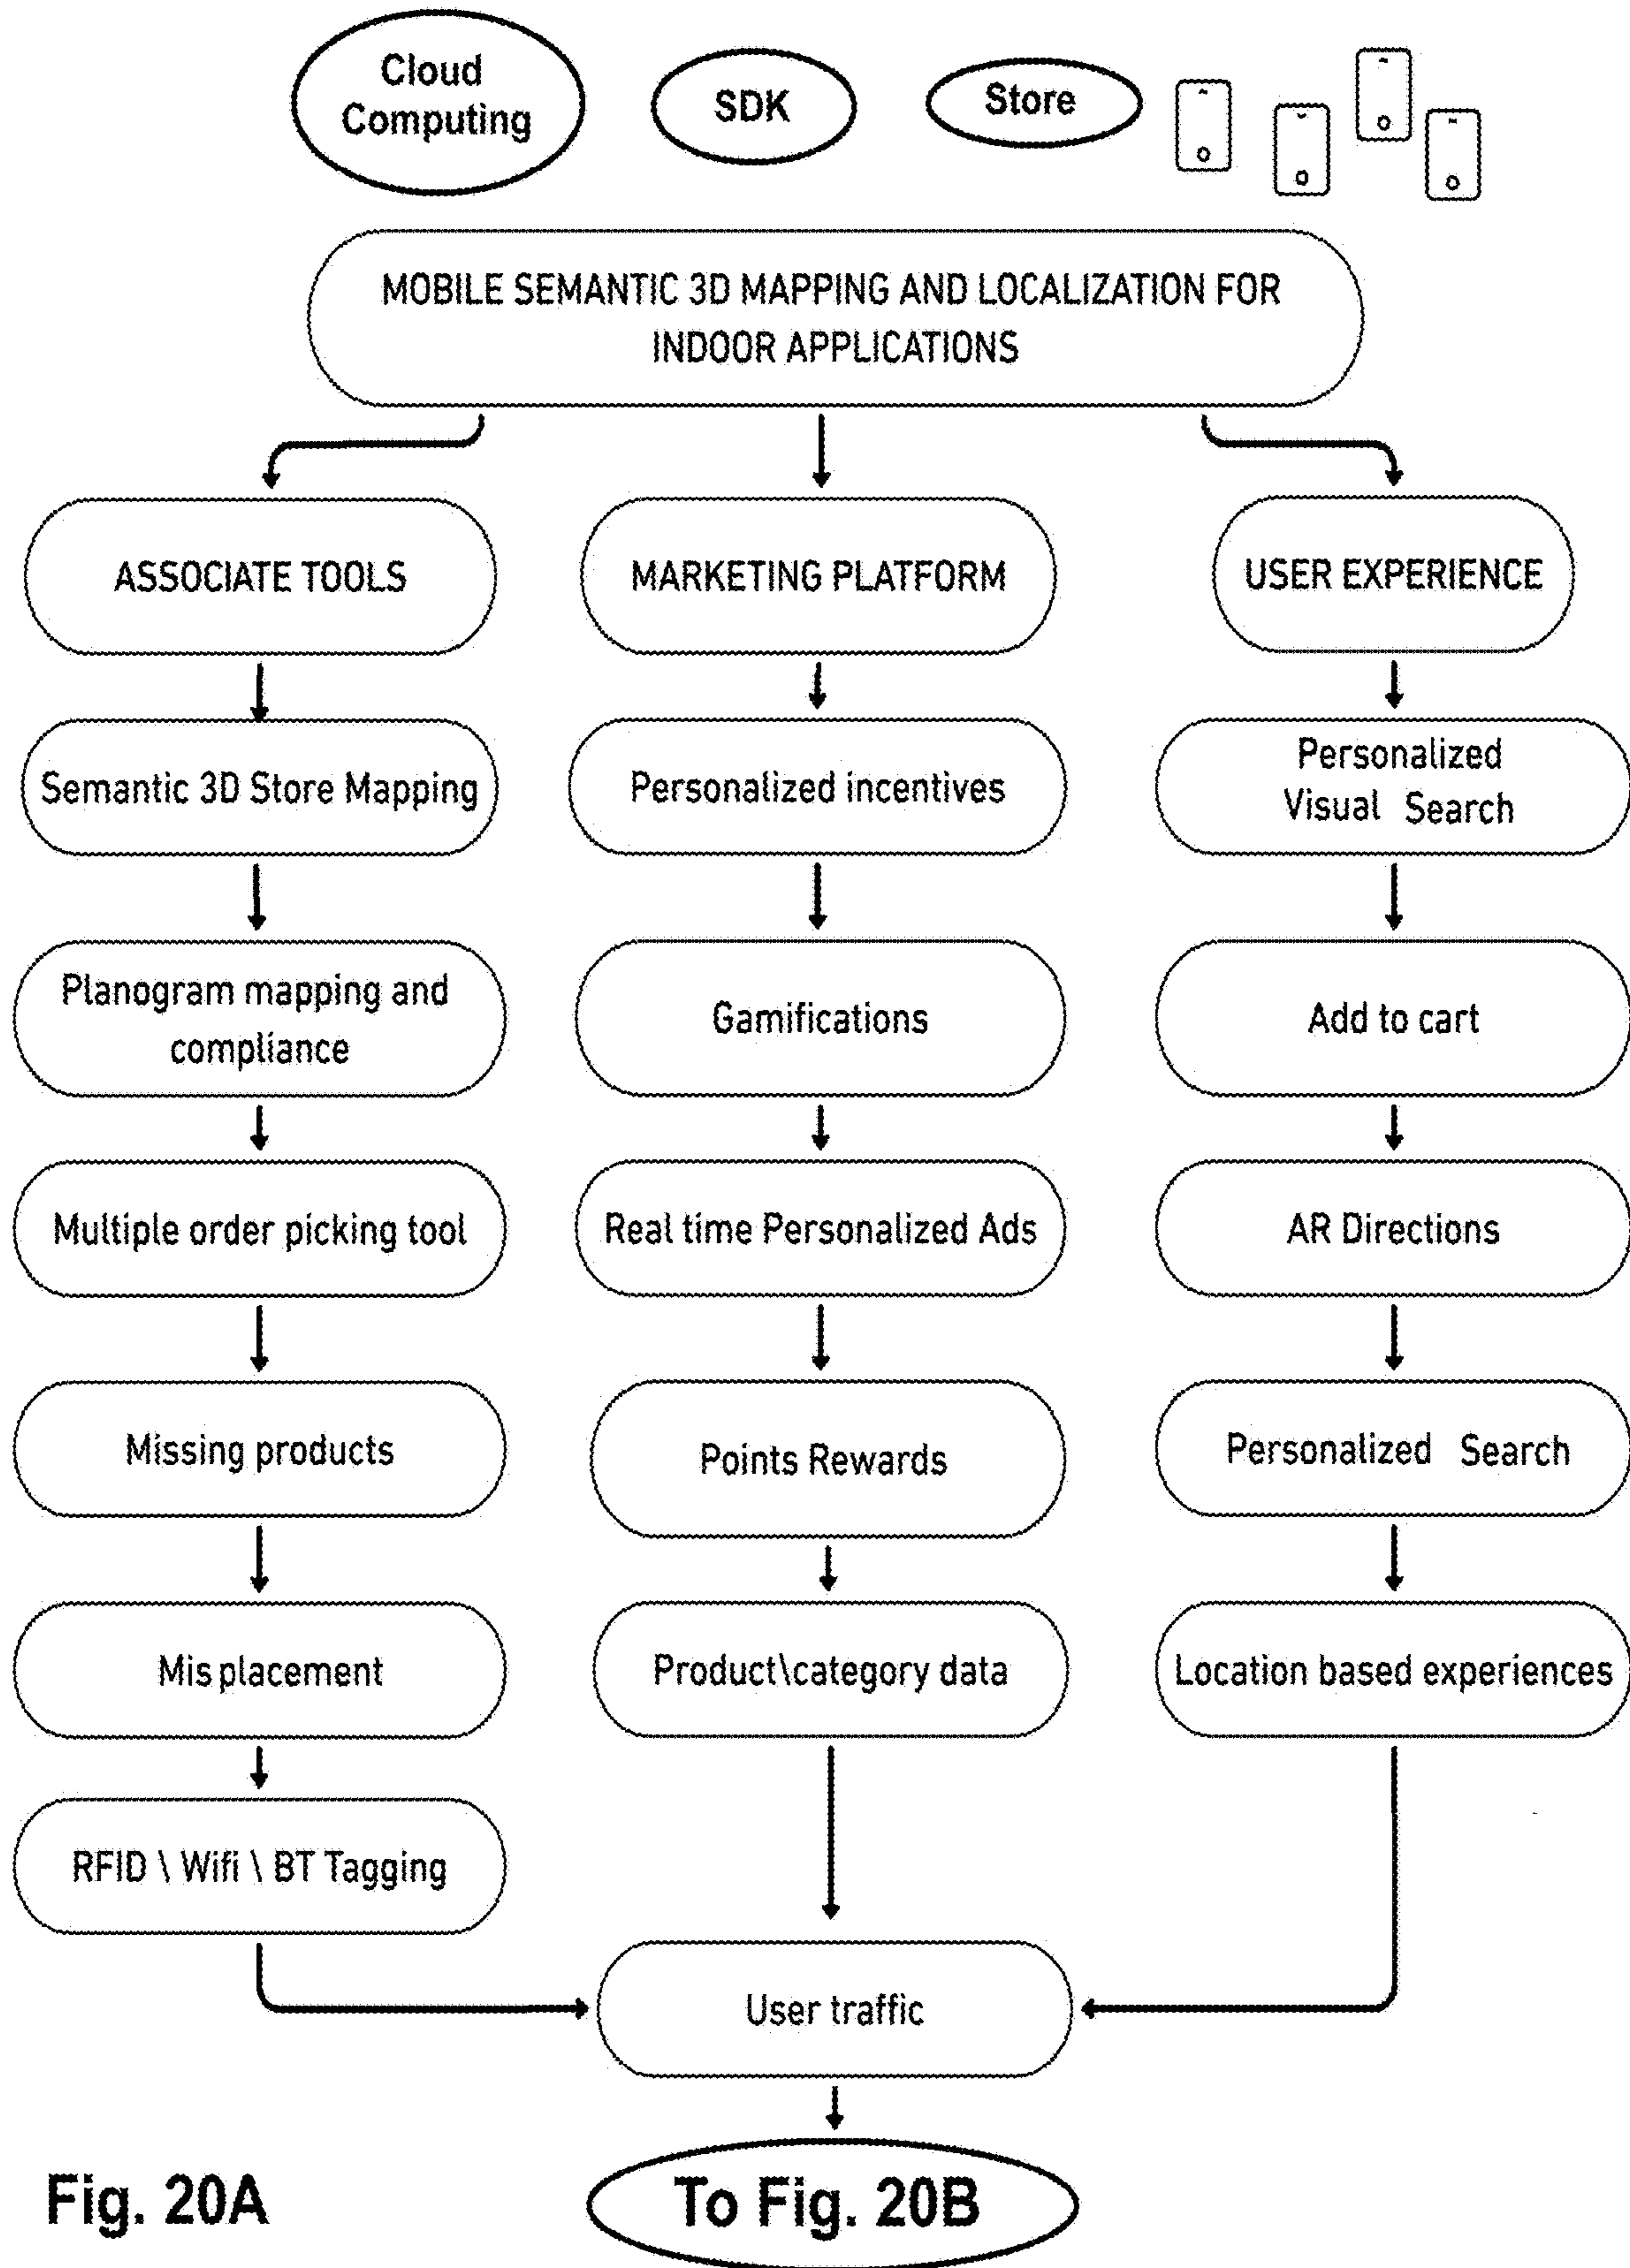 Cloud
Computing
SDK
Store
MOBILE SEMANTIC 3D MAPPING AND LOCALIZATION FOR
INDOOR APPLICATIONS
ASSOCIATE TOOLS
MARKETING PLATFORM
USER EXPERIENCE
Semantic 3D Store Mapping
Personalized incentives
Personalized
Visual Search
Planogram mapping and
compliance
Gamifications
Add to cart
Multiple order picking tool
Real time Personalized Ads
AR Directions
Missing products
Points Rewards
Personalized Search
Misplacement
Product\category data
Location based experiences
RFID \ Wifi \ BT Tagging
User traffic
Fig. 20A
To Fig. 20B